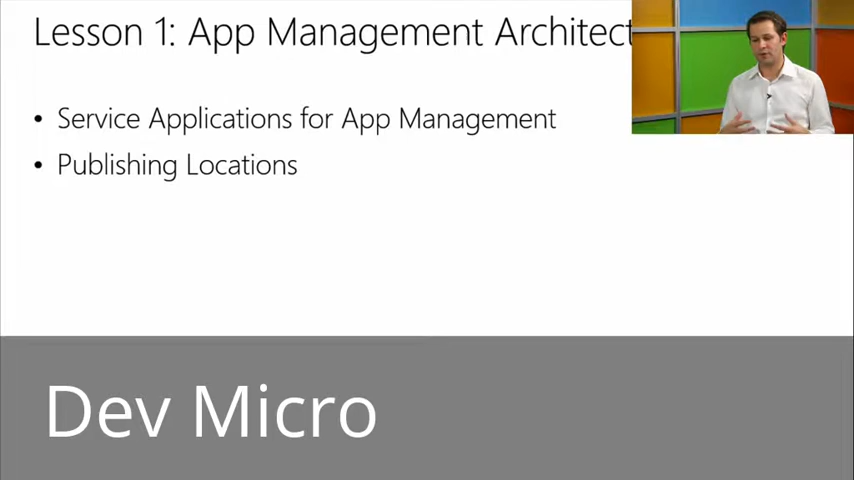 Lesson 1: App Management Architect
• Service Applications for App Management
• Publishing Locations
Dev Micro